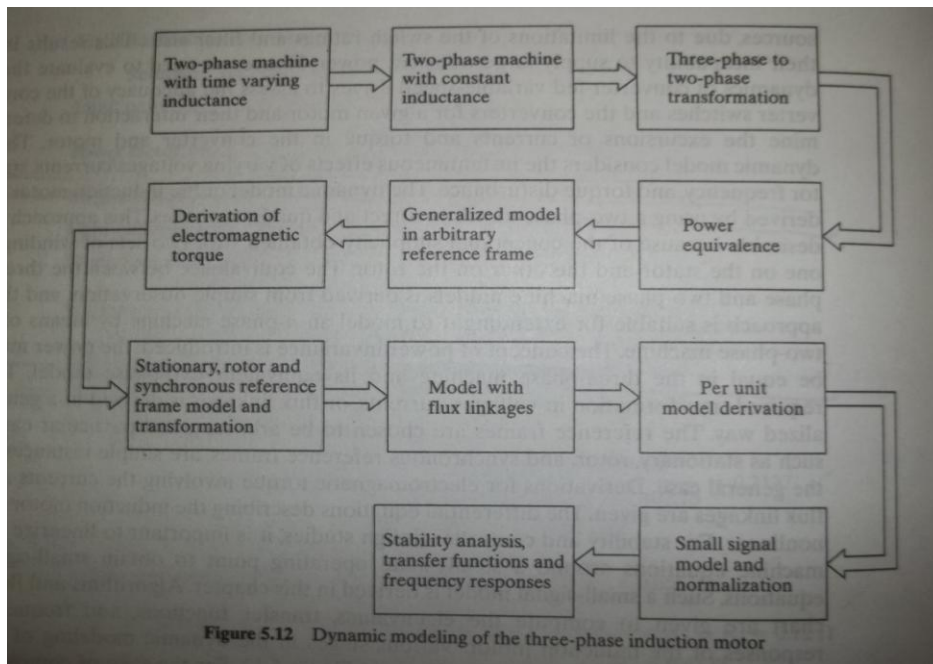 Two-phase machine
with time varying
inductance
Two-phase machine
with constant
inductance
Three-phase to
two-phase
transformation
Derivation of
electromagnetic
torque
Generalized model
in arbitrary
reference frame
Power
equivalence
Stationary, rotor and
synchronous reference
frame model and
transformation
Model with
flux linkages
Per unit
model derivation
Stability analysis,
transfer functions and
frequency responses
Small signal
model and
normalization
Figure 5.12 Dynamic modeling of the three-phase induction motor